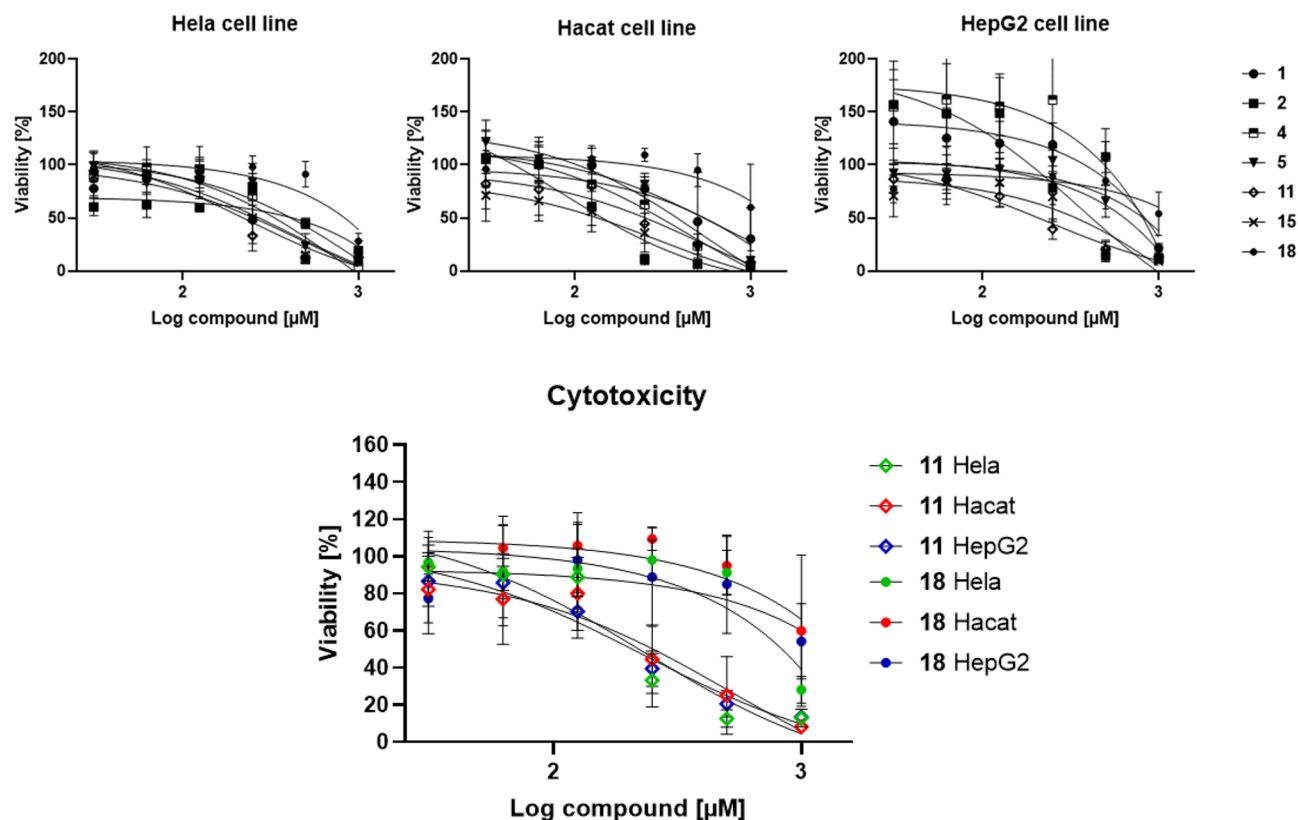 Hela cell line
Hacat cell line
HepG2 cell line
200
150
100
50
0
Viability [%]
2
3
Log compound [µM]
200
150
100
50
0
Viability [%]
2
3
Log compound [µM]
200
150
100
50
0
Viability [%]
2
3
Log compound [µM]
1
2
4
5
11
15
18
Cytotoxicity
160
140
120
100
80
60
40
20
0
Viability [%]
2
3
Log compound [µM]
11 Hela
11 Hacat
11 HepG2
18 Hela
18 Hacat
18 HepG2